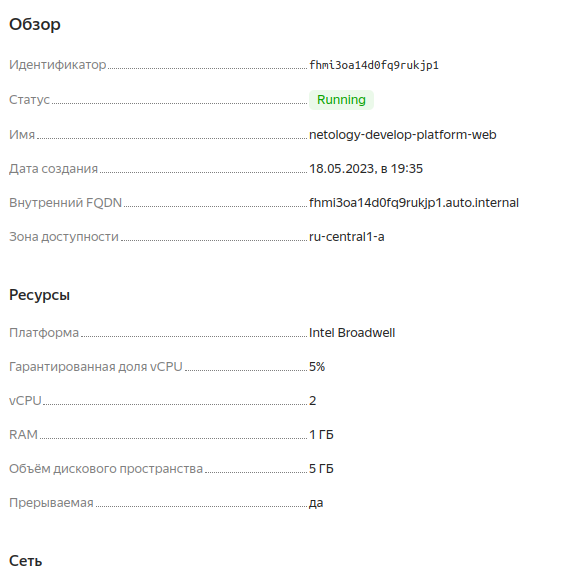 Обзор
Идентификатор fhmi3oa14d0fq9rukjp1
Статус Running
Имя netology-develop-platform-web
Дата создания 18.05.2023, в 19:35
Внутренний FQDN fhmi3oa14d0fq9rukjp1.auto.internal
Зона доступности ru-central1-a
Ресурсы
Платформа Intel Broadwell
Гарантированная доля vCPU 5%
vCPU 2
RAM 1 ГБ
Объём дискового пространства 5 ГБ
Прерываемая да
Сеть